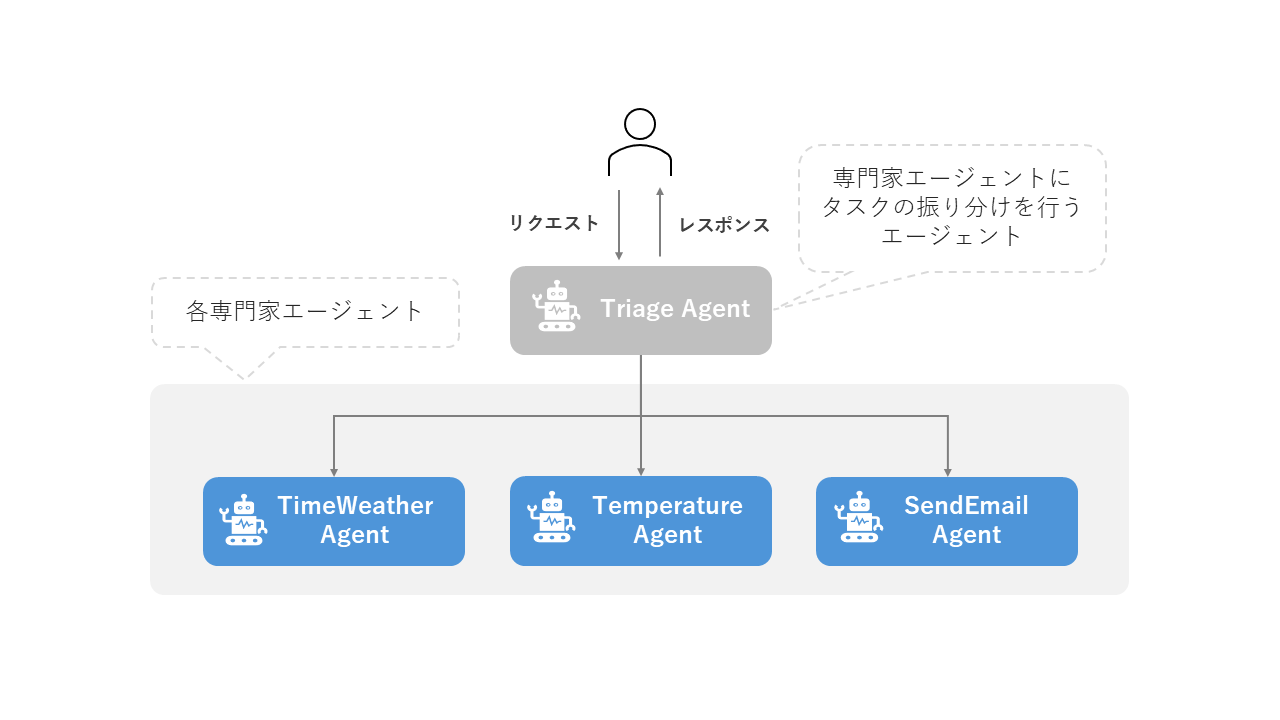 専門家エージェントに
タスクの振り分けを行う
エージェント
リクエスト
レスポンス
各専門家エージェント
Triage Agent
TimeWeather
Agent
Temperature
Agent
SendEmail
Agent